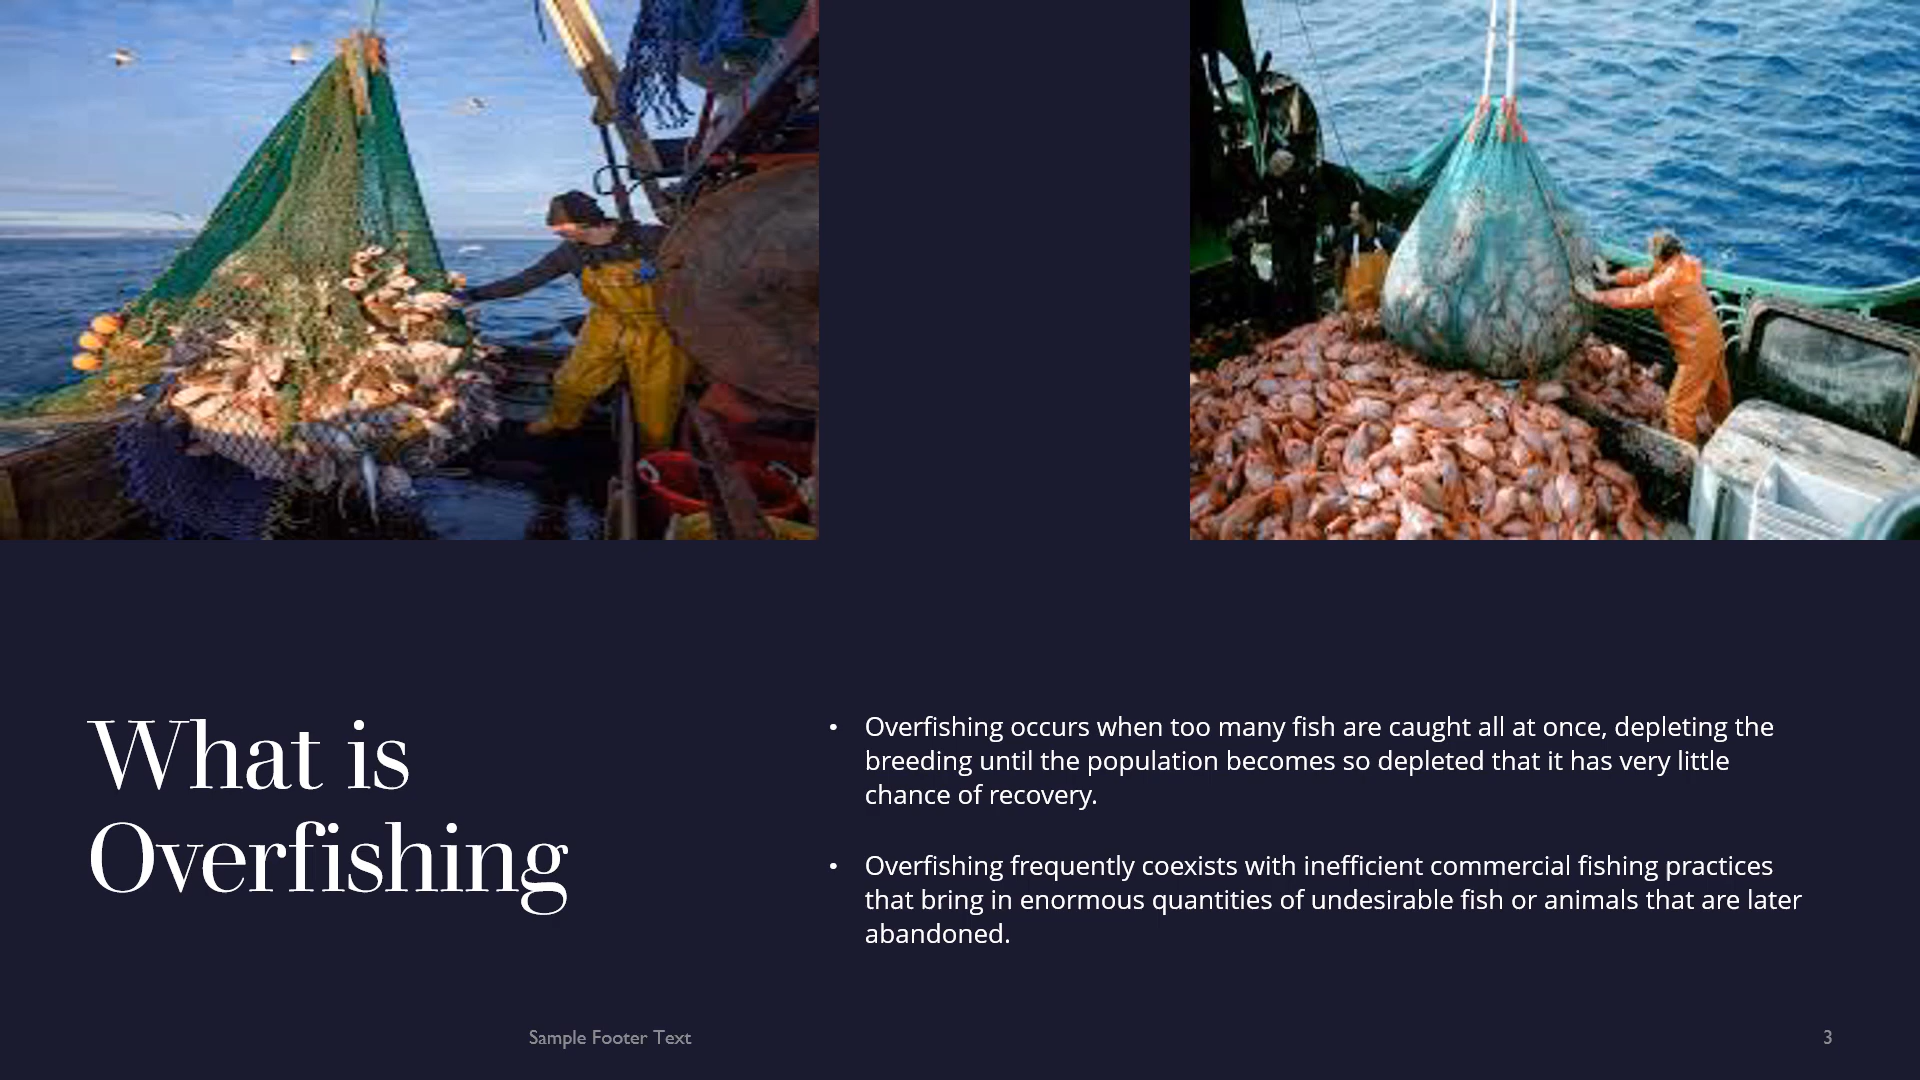 What is
Overfishing
• Overfishing occurs when too many fish are caught all at once, depleting the
breeding until the population becomes so depleted that it has very little
chance of recovery.
• Overfishing frequently coexists with inefficient commercial fishing practices
that bring in enormous quantities of undesirable fish or animals that are later
abandoned.
Sample Footer Text
3